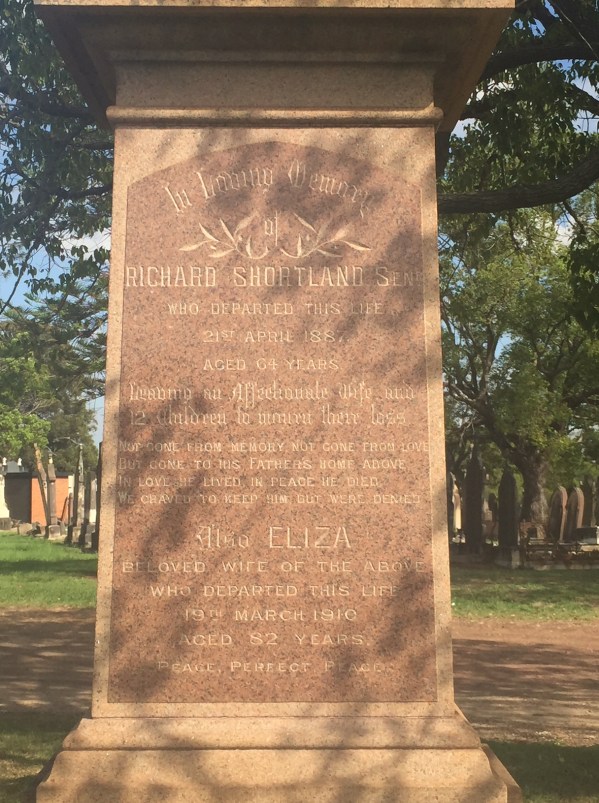 In Loving Memory
of
RICHARD SHORTLAND SENR
WHO DEPARTED THIS LIFE
21ST APRIL
AGED 64 YEARS.
Leaving an Affectionate Wife and
12 Children to mourn there loss
NOT GONE FROM MEMORY, NOT GONE FROM LOVE
BUT GONE TO HIS FATHERS HOME ABOVE
IN LOVE HE LIVED, IN PEACE HE DIED,
WE CRAVED TO KEEP HIM, BUT WERE DENIED
Also ELIZA
BELOVED WIFE OF THE ABOVE
WHO DEPARTED THIS LIFE
19TH MARCH 1910
AGED 82 YEARS.
PEACE, PERFECT PEACE.